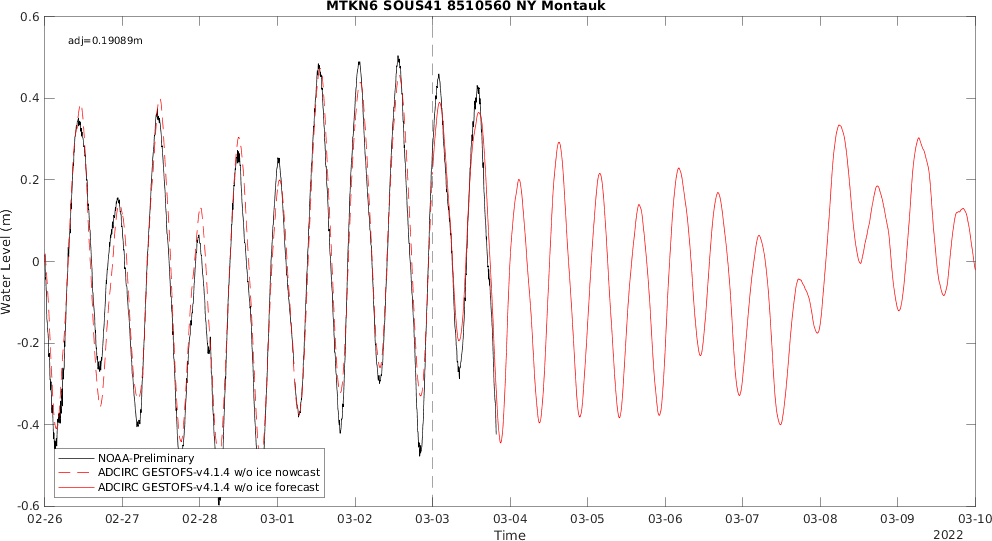 MTKN6 SOUS41 8510560 NY Montauk
0.6
adj=0.19089m
0.4
0.2
0
-0.2
-0.4
-0.6
Water Level (m)
NOAA-Preliminary
ADCIRC GESTOFS-v4.1.4 w/o ice nowcast
ADCIRC GESTOFS-v4.1.4 w/o ice forecast
02-26 02-27 02-28 03-01 03-02 03-03 03-04 03-05 03-06 03-07 03-08 03-09 03-10
Time
2022